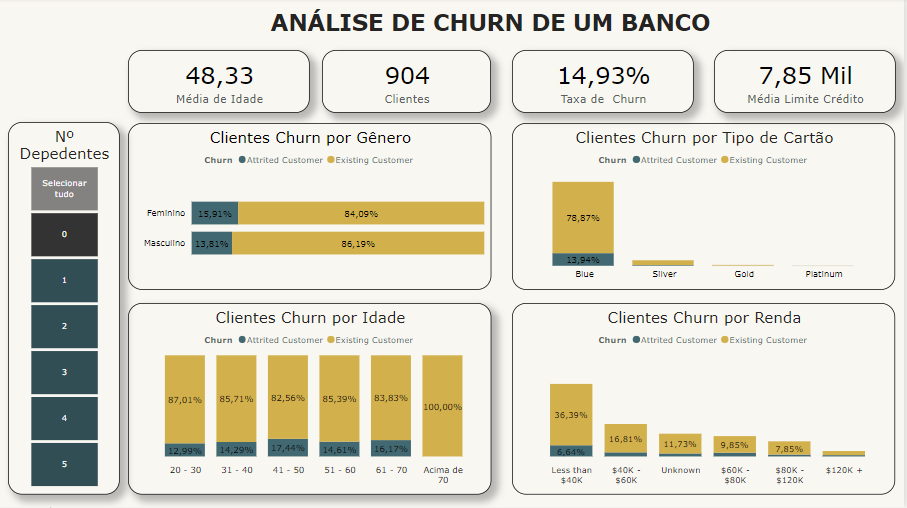 ANÁLISE DE CHURN DE UM BANCO
48,33
Média de Idade
904
Clientes
14,93%
Taxa de Churn
7,85 Mil
Média Limite Crédito
Nº
Depedentes
Selecionar
tudo
0
1
2
3
4
5
Clientes Churn por Gênero
Churn Attrited Customer Existing Customer
Feminino 15,91% 84,09%
Masculino 13,81% 86,19%
Clientes Churn por Tipo de Cartão
Churn Attrited Customer Existing Customer
78,87%
13,94%
Blue Silver Gold Platinum
Clientes Churn por Idade
Churn Attrited Customer Existing Customer
87,01% 85,71% 82,56% 85,39% 83,83% 100,00%
12,99% 14,29% 17,44% 14,61% 16,17%
20 - 30 31 - 40 41 - 50 51 - 60 61 - 70 Acima de
70
Clientes Churn por Renda
Churn Attrited Customer Existing Customer
36,39% 16,81% 11,73% 9,85% 7,85%
6,64%
Less than $40K - Unknown $60K - $80K - $120K +
$40K $60K $80K $120K